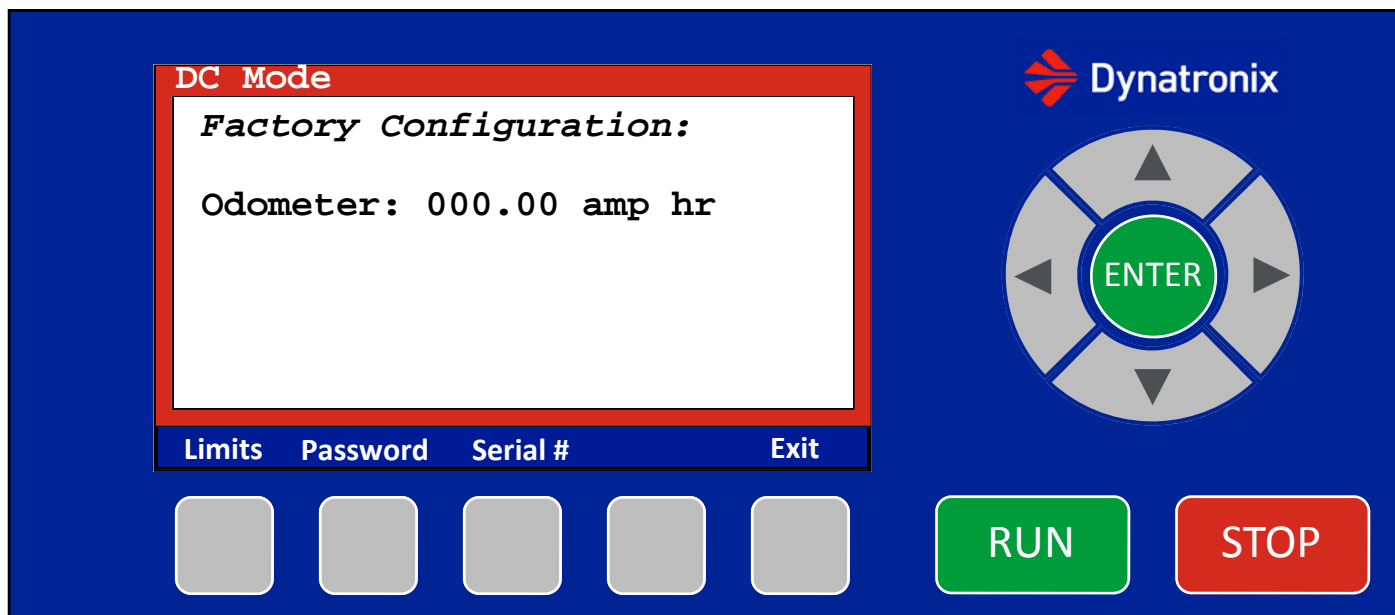 DC Mode
Dynatronix
Factory Configuration:
Odometer: 000.00 amp hr
ENTER
Limits Password Serial # Exit
RUN STOP